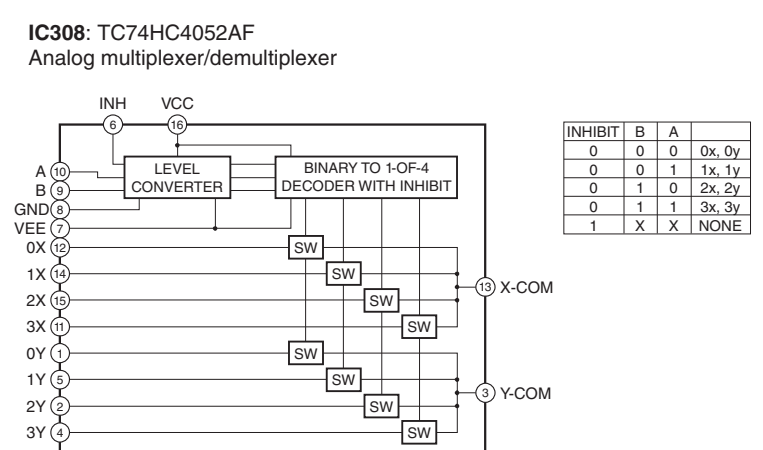 IC308: TC74HC4052AF
Analog multiplexer/demultiplexer
INH VCC
6 16
A 10 LEVEL CONVERTER BINARY TO 1-OF-4 DECODER WITH INHIBIT
B 9
GND 8
VEE 7
0X 12 SW
1X 14 SW
13 X-COM
2X 15 SW
3X 11 SW
0Y 1 SW
1Y 5 SW
3 Y-COM
2Y 2 SW
3Y 4 SW
INHIBIT B A
0 0 0 0x, 0y
0 0 1 1x, 1y
0 1 0 2x, 2y
0 1 1 3x, 3y
1 X X NONE